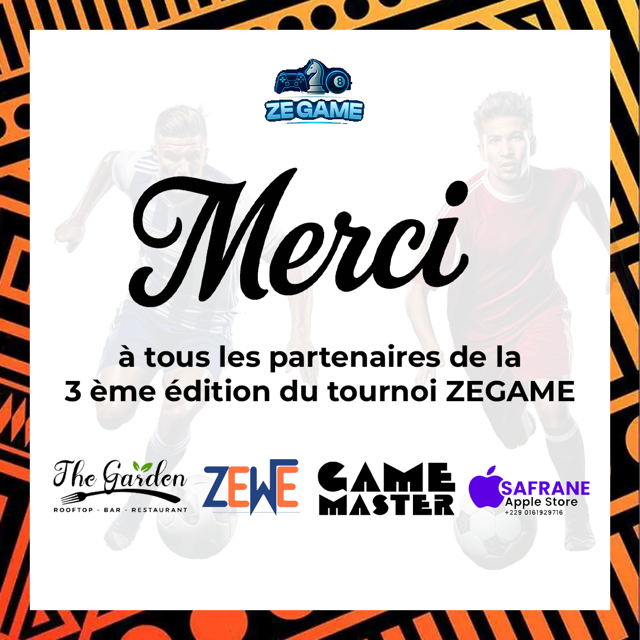 ZEGAME
Merci
à tous les partenaires de la
3 ème édition du tournoi ZEGAME
The Garden
ROOFTOP - BAR - RESTAURANT
ZEWE
GAME
MASTER
SAFRANE
Apple Store
+229 0161929716
8